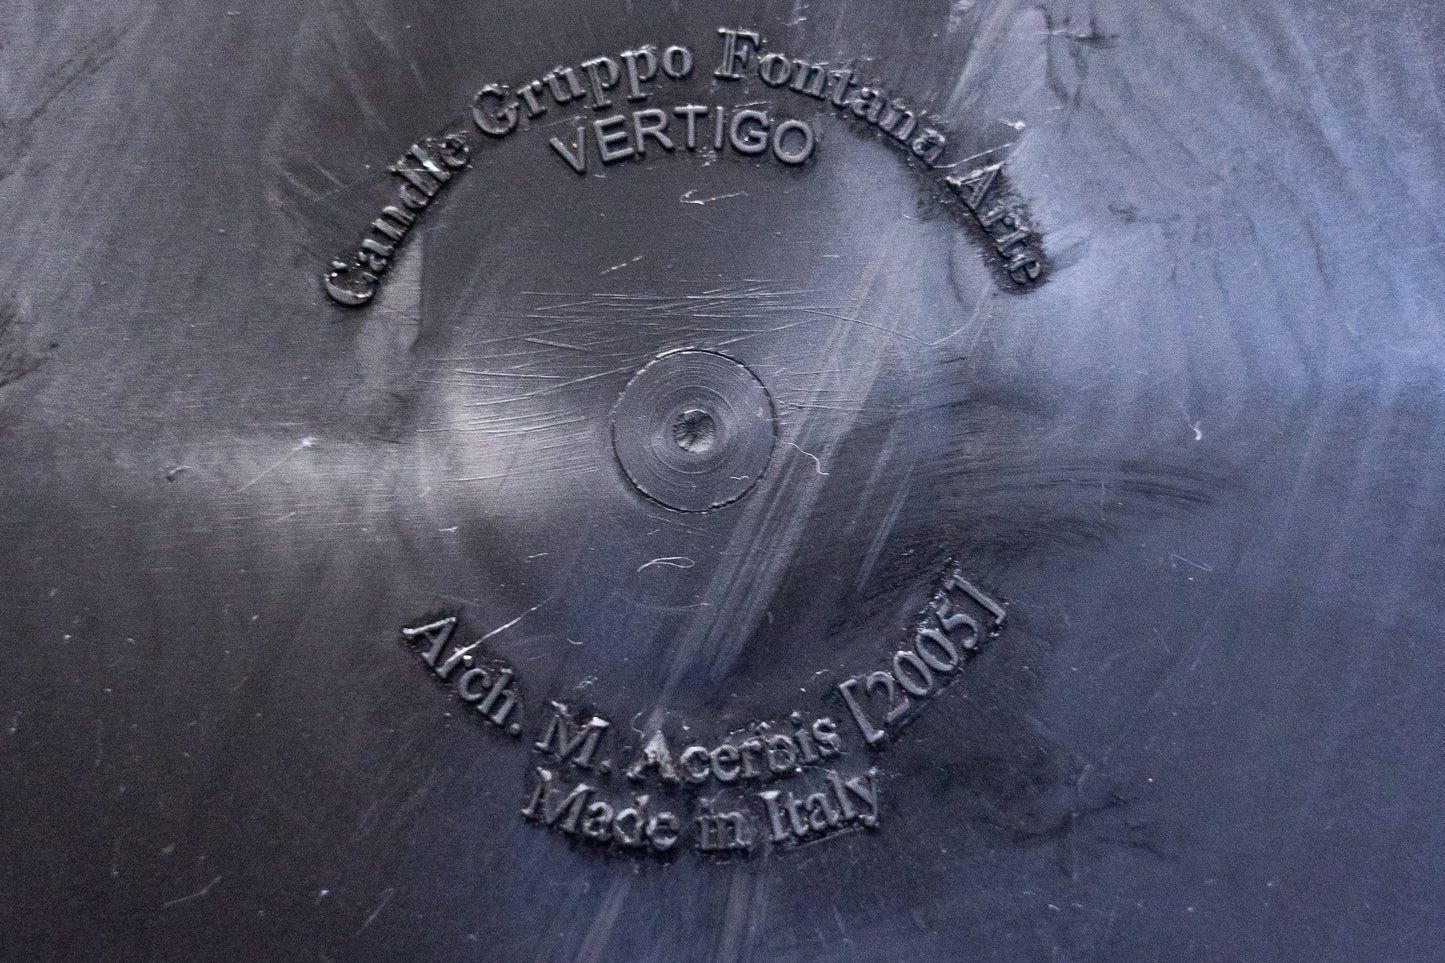 Candle Gruppo Fontana Arte
VERTIGO
Arch. M. Acerbis [2005]
Made in Italy